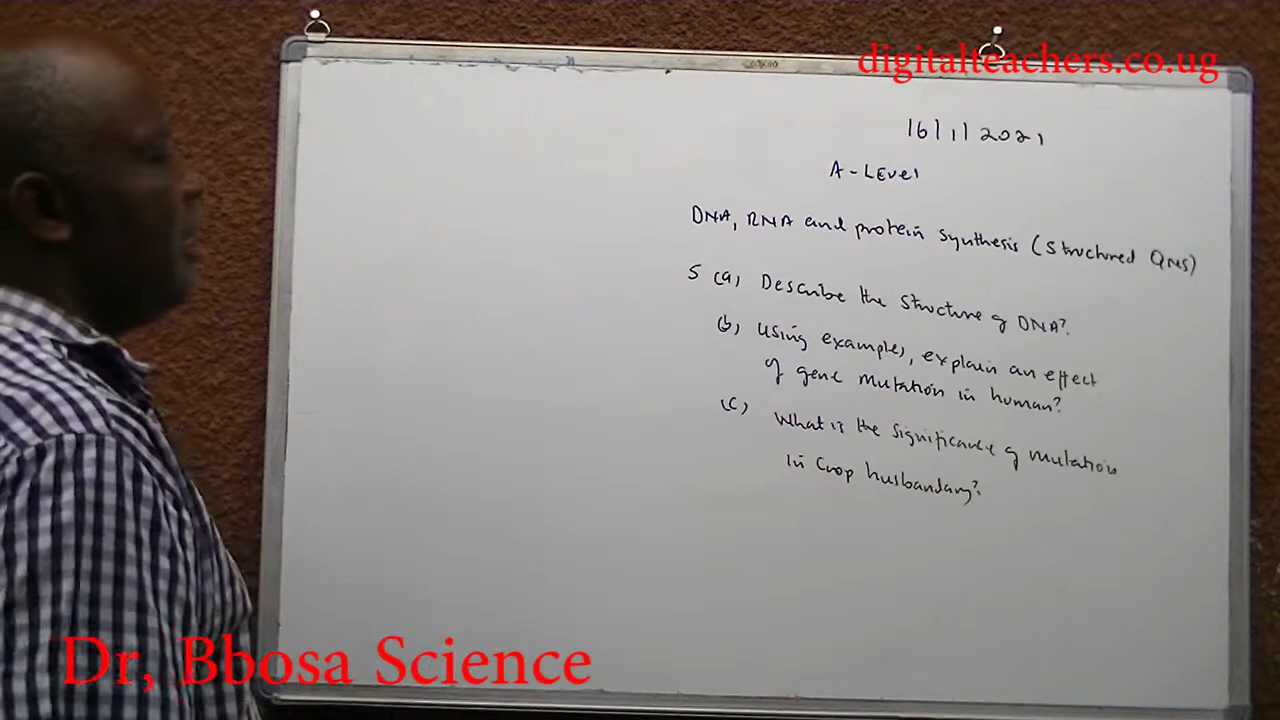 digitalteachers.co.ug
16/1/2021
A-Level
DNA, RNA and protein synthesis (Structured QNS)
5 (a) Describe the structure of DNA?
(b) Using examples, explain an effect
of gene mutation in human?
(c) What is the significance of mutation
in Crop husbandary?
Dr, Bbosa Science